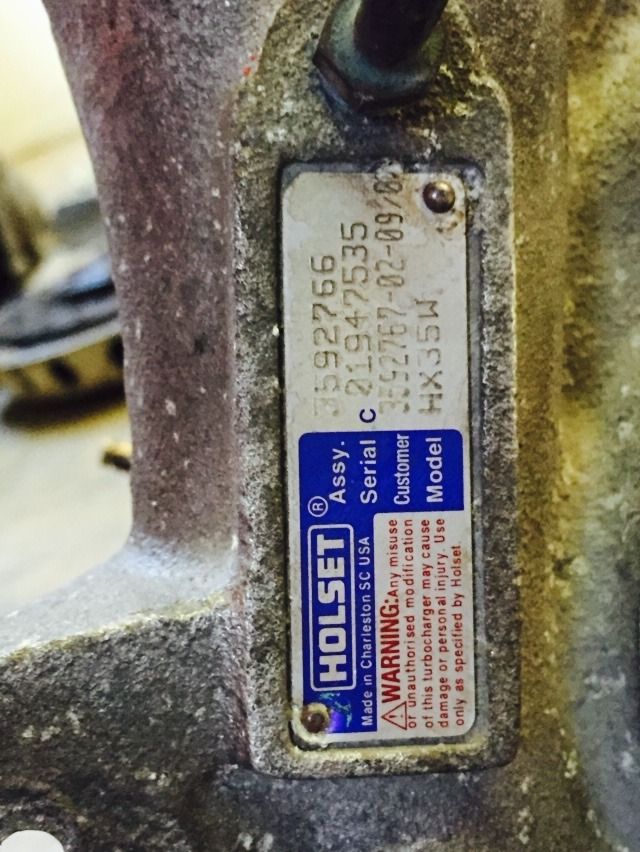 HOLSET ®
Made in Charleston SC USA
Assy. 3592766
Serial C 01947535
Customer 3592767-02-09/0
Model HX35W
⚠WARNING: Any misuse
or unauthorised modification
of this turbocharger may cause
damage or personal injury. Use
only as specified by Holset.